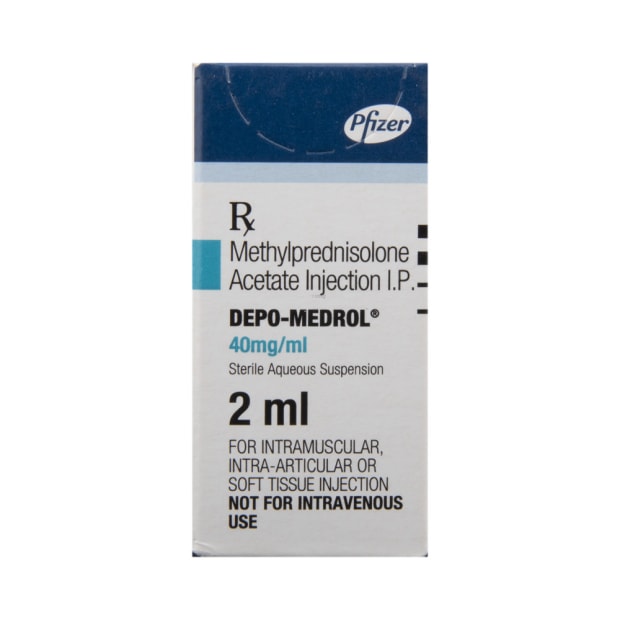 Pfizer
Rx
Methylprednisolone
Acetate Injection I.P.
DEPO-MEDROL®
40mg/ml
Sterile Aqueous Suspension
2 ml
FOR INTRAMUSCULAR,
INTRA-ARTICULAR OR
SOFT TISSUE INJECTION
NOT FOR INTRAVENOUS
USE